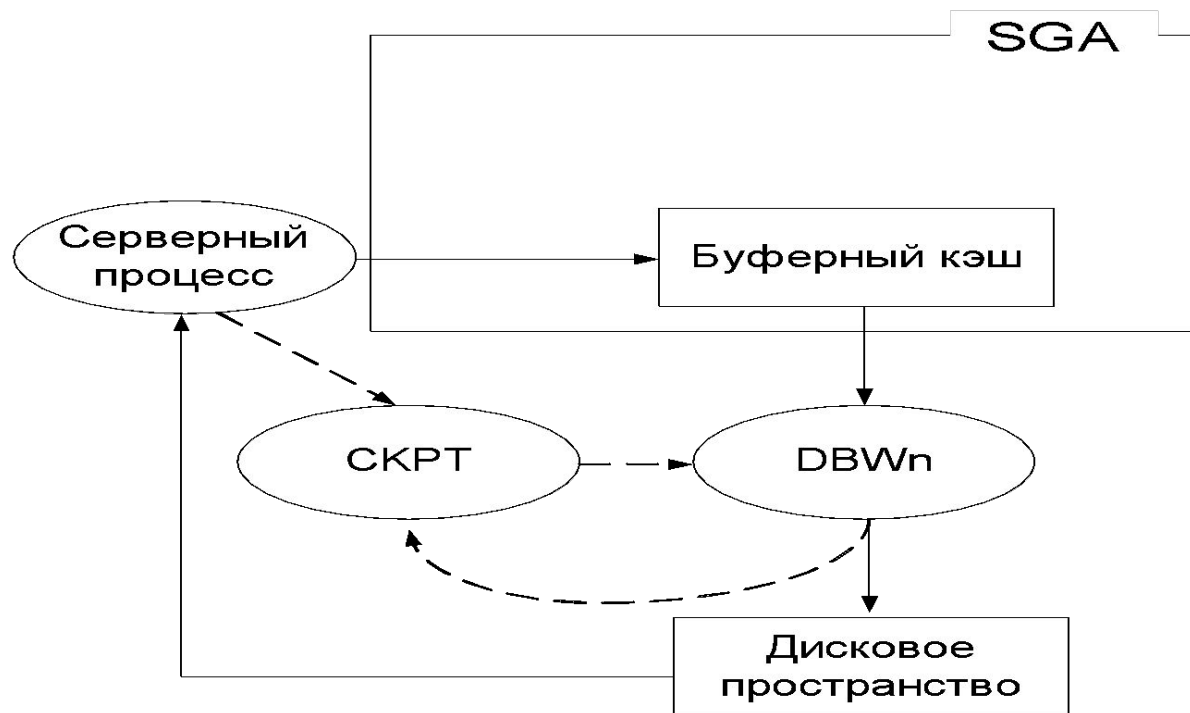 SGA
Серверный
процесс
Буферный кэш
CKPT
DBWn
Дисковое
пространство